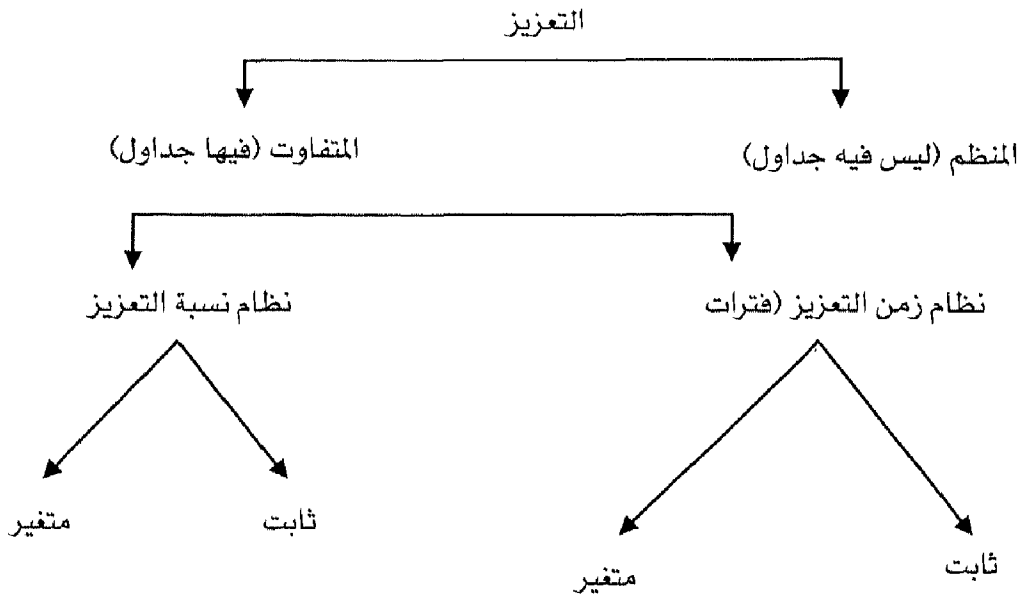 التعزيز
المنظم (ليس فيه جداول)
المتفاوت (فيها جداول)
نظام زمن التعزيز (فترات
نظام نسبة التعزيز
ثابت
متغير
ثابت
متغير